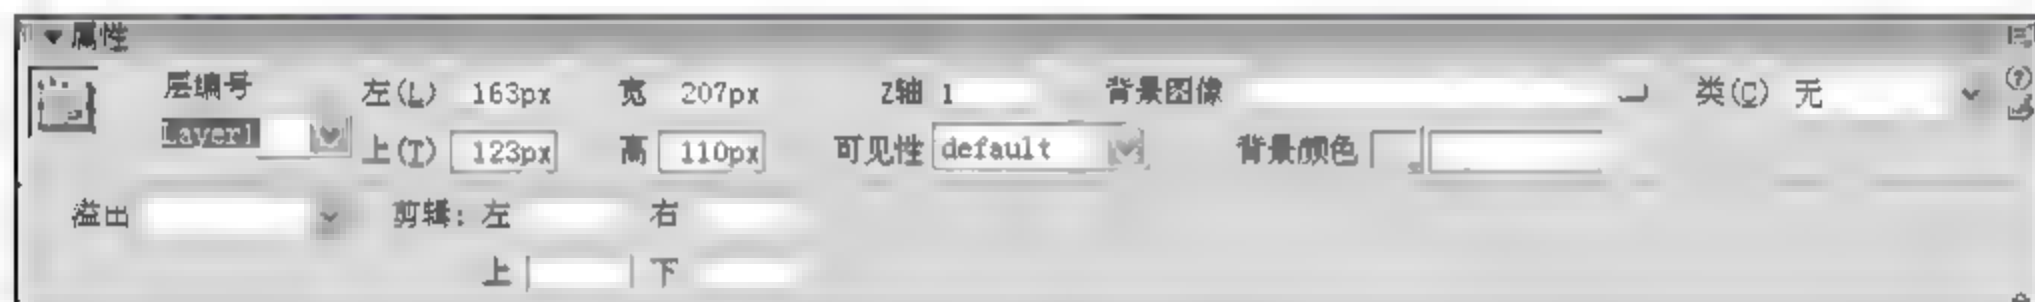 属性
层编号 左(L) 163px 宽 207px Z轴 1 背景图像 类(C) 无
Layer1 上(T) 123px 高 110px 可见性 default 背景颜色
溢出 剪辑: 左 右
上 下